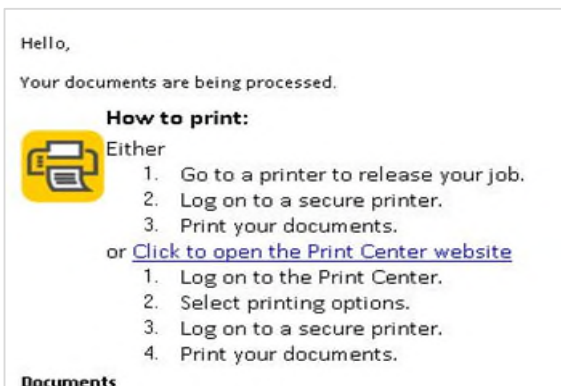 Hello,
Your documents are being processed.
How to print:
Either
1. Go to a printer to release your job.
2. Log on to a secure printer.
3. Print your documents.
or Click to open the Print Center website
1. Log on to the Print Center.
2. Select printing options.
3. Log on to a secure printer.
4. Print your documents.
Documents